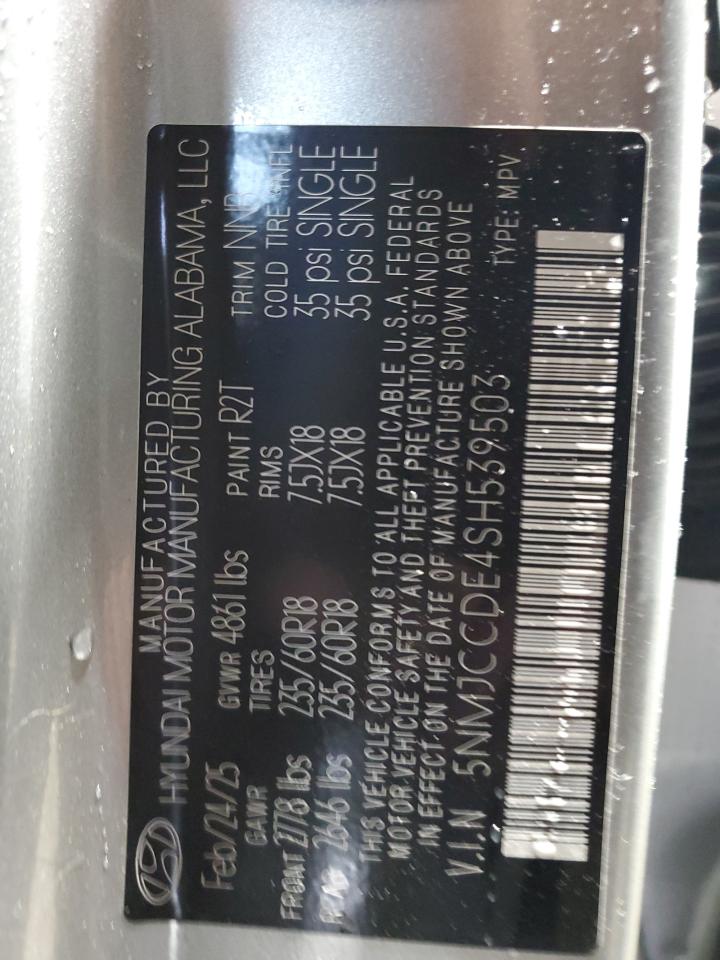 MANUFACTURED BY
HYUNDAI MOTOR MANUFACTURING ALABAMA, LLC
Feb/24/25 GVWR 4861 lbs PAINT R2T TRIM NNB
GAWR TIRES RIMS COLD TIRE INFL
FRONT 2778 lbs 235/60R18 7.5JX18 35 psi SINGLE
REAR 2646 lbs 235/60R18 7.5JX18 35 psi SINGLE
THIS VEHICLE CONFORMS TO ALL APPLICABLE U.S.A. FEDERAL
MOTOR VEHICLE SAFETY AND THEFT PREVENTION STANDARDS
IN EFFECT ON THE DATE OF MANUFACTURE SHOWN ABOVE
V.I.N 5NMJCCDE4SH539503 TYPE: MPV